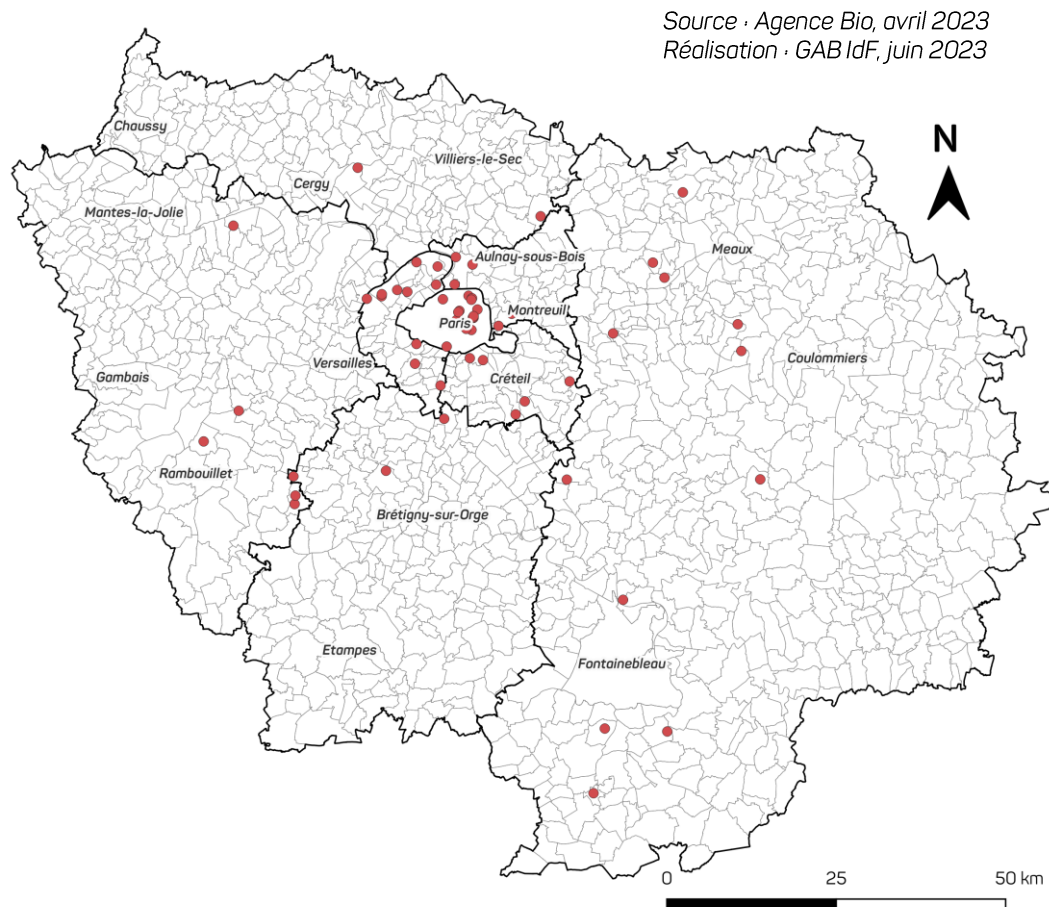 Source : Agence Bio, avril 2023
Réalisation : GAB IdF, juin 2023
Chaussy
N
Villiers-le-Sec
Cergy
Mantes-la-Jolie
Meaux
Aulnay-sous-Bois
Montreuil
Paris
Coulommiers
Versailles
Gambais
Créteil
Rambouillet
Brétigny-sur-Orge
Etampes
Fontainebleau
0 25 50 km